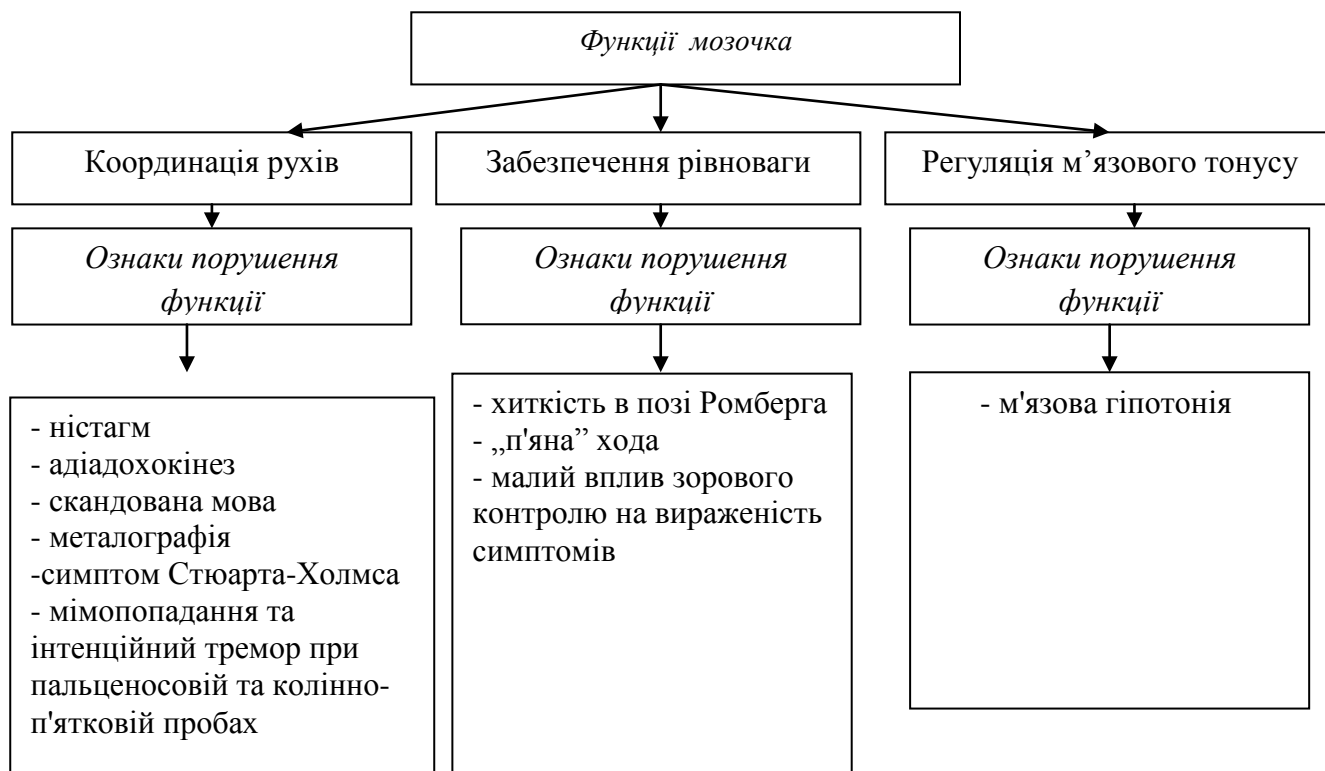 Функції мозочка
Координація рухів
Забезпечення рівноваги
Регуляція м’язового тонусу
Ознаки порушення
функції
Ознаки порушення
функції
Ознаки порушення
функції
- ністагм
- адіадохокінез
- скандована мова
- металографія
-симптом Стюарта-Холмса
- мімопопадання та
інтенційний тремор при
пальценосовій та колінно-
п'ятковій пробах
- хиткість в позі Ромберга
- „п'яна” хода
- малий вплив зорового
контролю на вираженість
симптомів
- м'язова гіпотонія